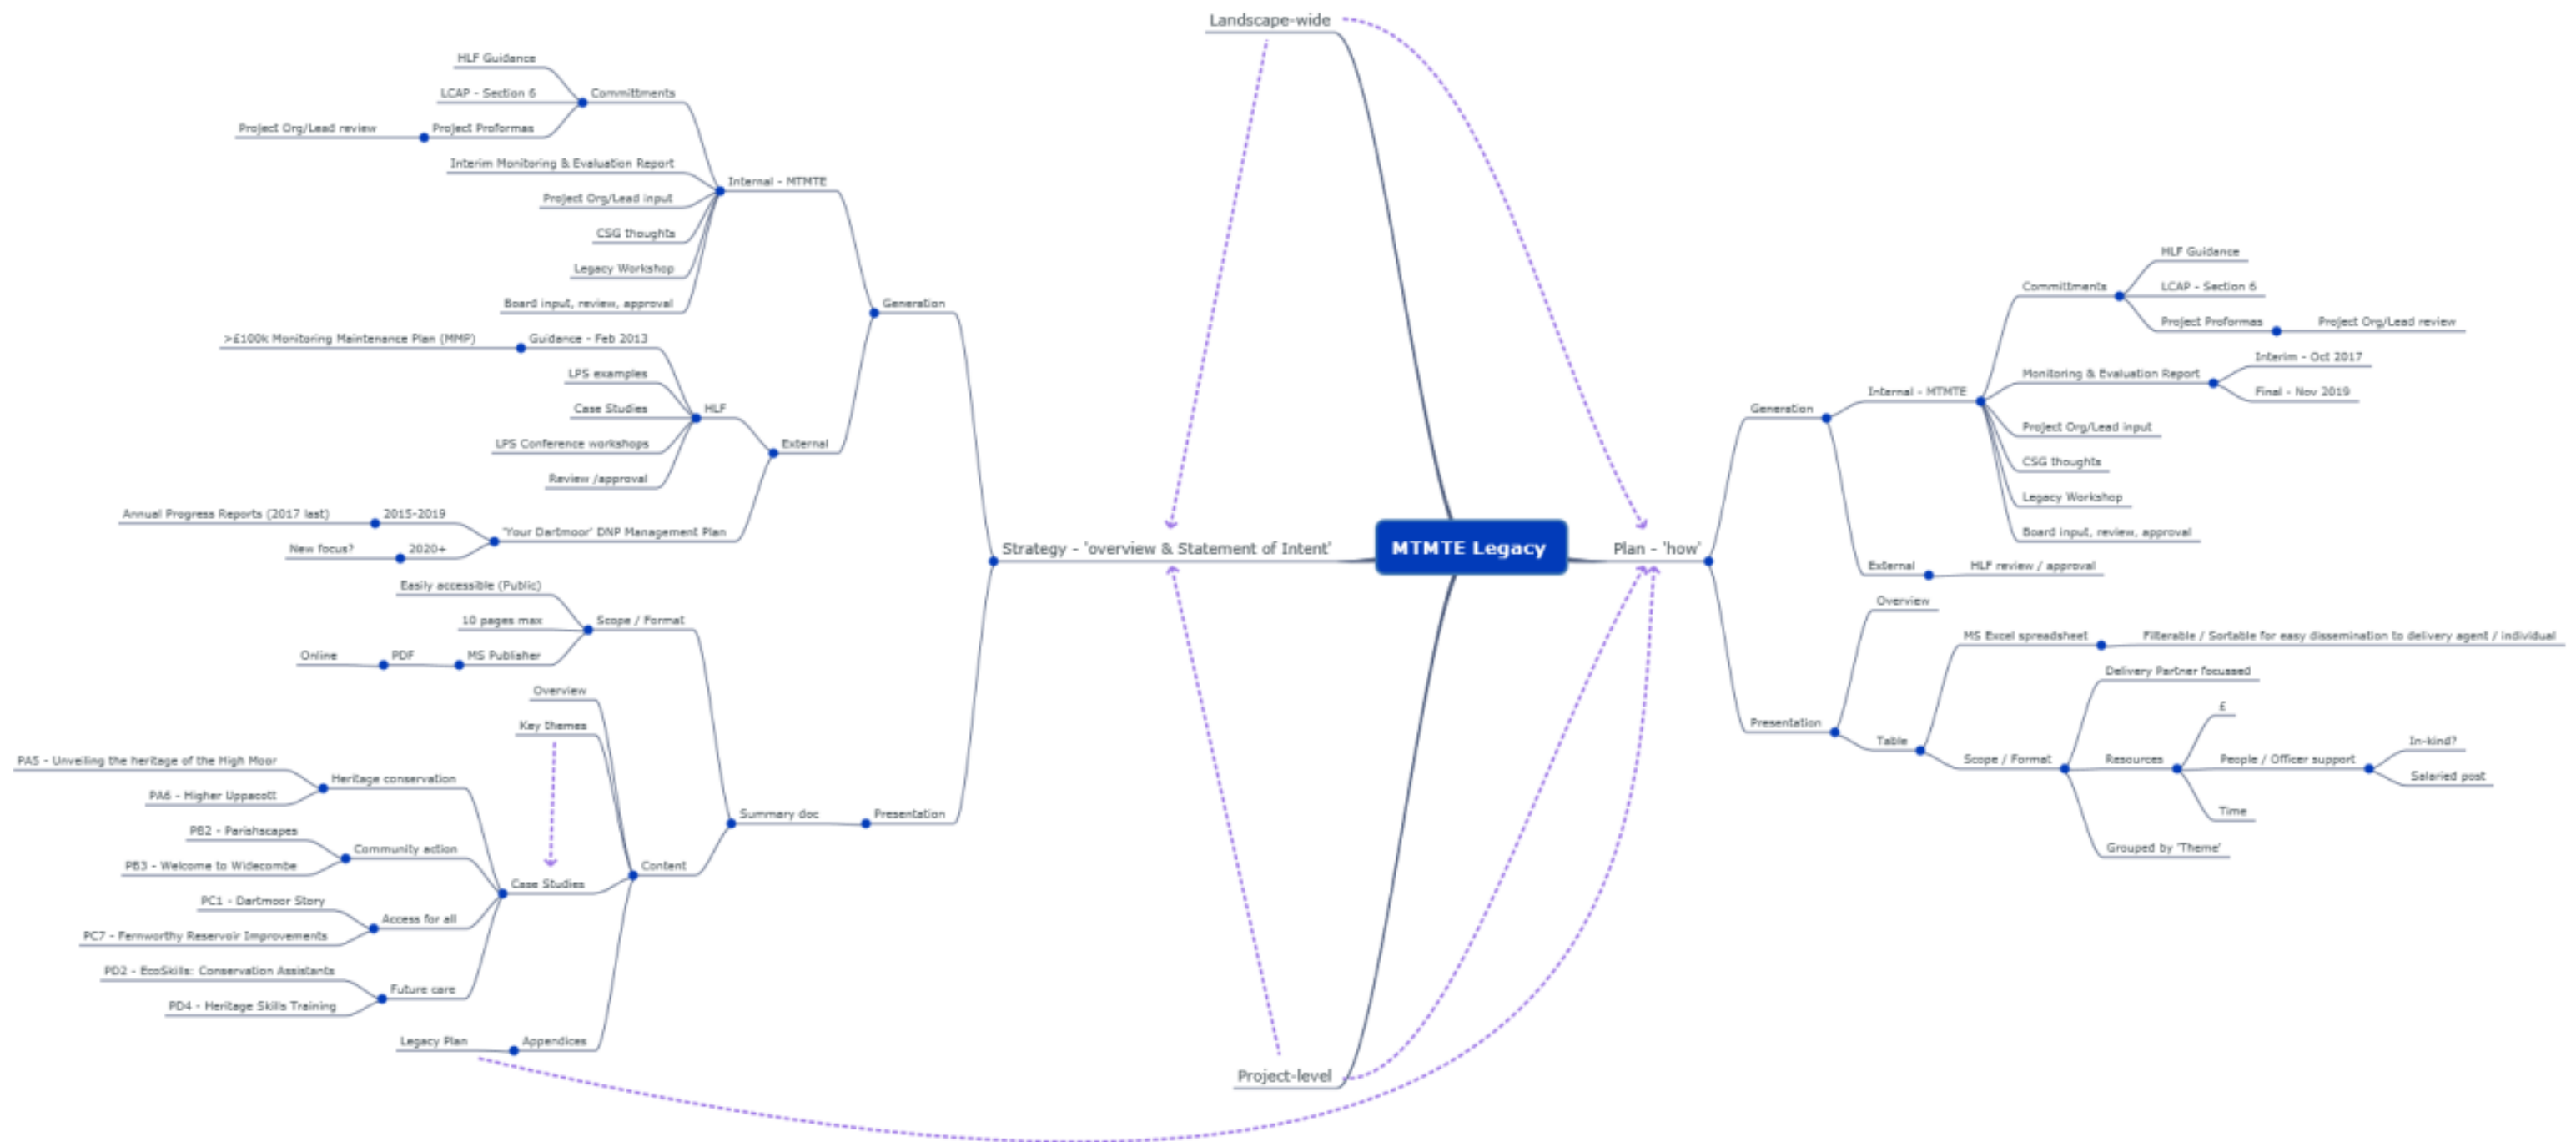 Landscape-wide
HLF Guidance
LCAP - Section 6
Committments
Project Org/Lead review
Project Proformas
Interim Monitoring & Evaluation Report
Internal - MTMTE
Project Org/Lead input
CSG thoughts
Legacy Workshop
Board input, review, approval
Generation
>£100k Monitoring Maintenance Plan (MMP)
Guidance - Feb 2013
LPS examples
Case Studies
HLF
LPS Conference workshops
External
Review /approval
Annual Progress Reports (2017 last)
2015-2019
'Your Dartmoor' DNP Management Plan
New focus?
2020+
Strategy - 'overview & Statement of Intent'
Easily accessible (Public)
10 pages max
Scope / Format
Online
PDF
MS Publisher
Overview
Key themes
PA5 - Unveiling the heritage of the High Moor
Heritage conservation
PA6 - Higher Uppacott
Summary doc
Presentation
PB2 - Parishscapes
Community action
PB3 - Welcome to Widecombe
Content
Case Studies
PC1 - Dartmoor Story
Access for all
PC7 - Fernworthy Reservoir Improvements
PD2 - EcoSkills: Conservation Assistants
Future care
PD4 - Heritage Skills Training
Legacy Plan
Appendices
MTMTE Legacy
Project-level
Plan - 'how'
HLF Guidance
Committments
LCAP - Section 6
Project Proformas
Project Org/Lead review
Interim - Oct 2017
Monitoring & Evaluation Report
Final - Nov 2019
Internal - MTMTE
Generation
Project Org/Lead input
CSG thoughts
Legacy Workshop
Board input, review, approval
External
HLF review / approval
Overview
MS Excel spreadsheet
Filterable / Sortable for easy dissemination to delivery agent / individual
Delivery Partner focussed
£
Presentation
Table
Scope / Format
Resources
People / Officer support
In-kind?
Salaried post
Time
Grouped by 'Theme'